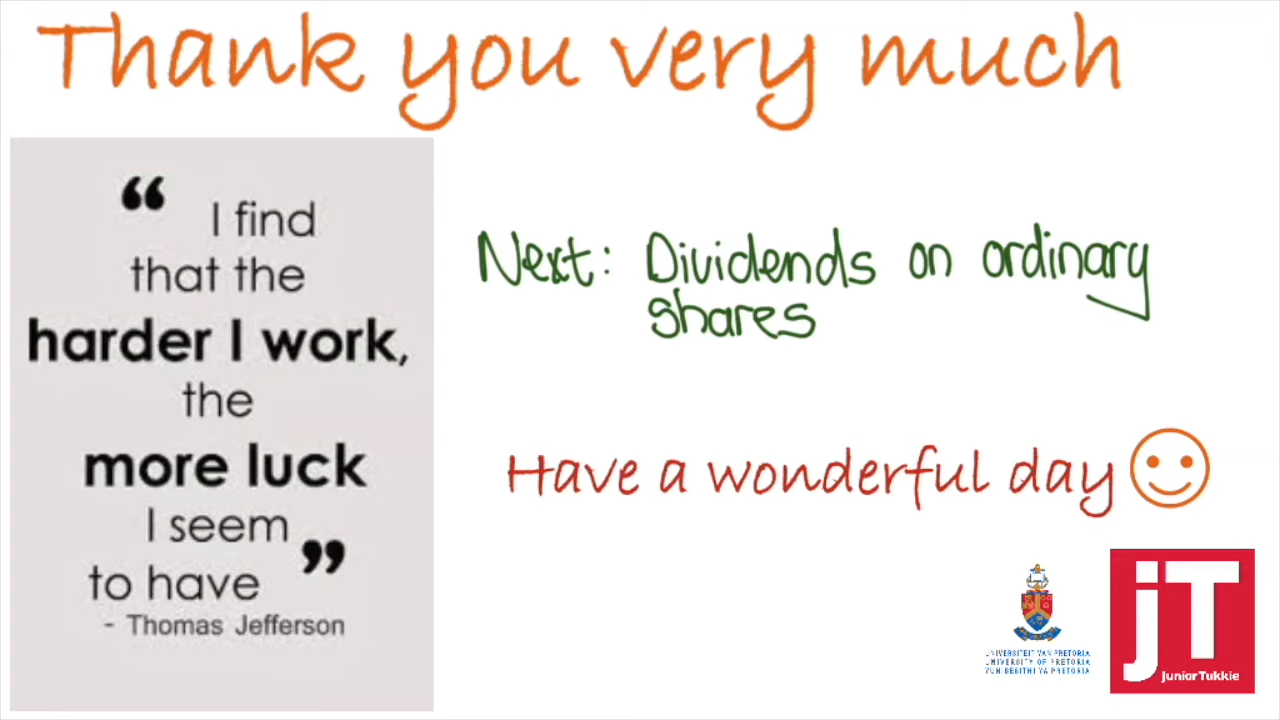 Thank you very much
“ I find
that the
harder I work,
the
more luck
I seem
to have ”
- Thomas Jefferson
Next: Dividends on ordinary
shares
Have a wonderful day
UNIVERSITEIT VAN PRETORIA
UNIVERSITY OF PRETORIA
YUNIBESITHI YA PRETORIA
jT
JuniorTukkie